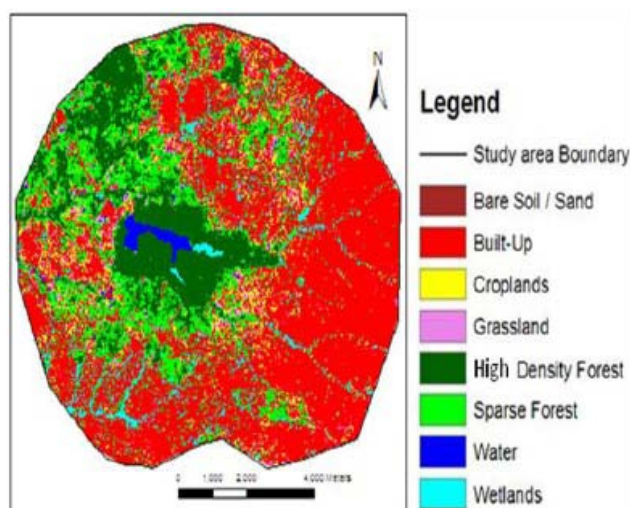 N
Legend
Study area Boundary
Bare Soil / Sand
Built-Up
Croplands
Grassland
High Density Forest
Sparse Forest
Water
Wetlands
0 1,000 2,000 4,000 Meters